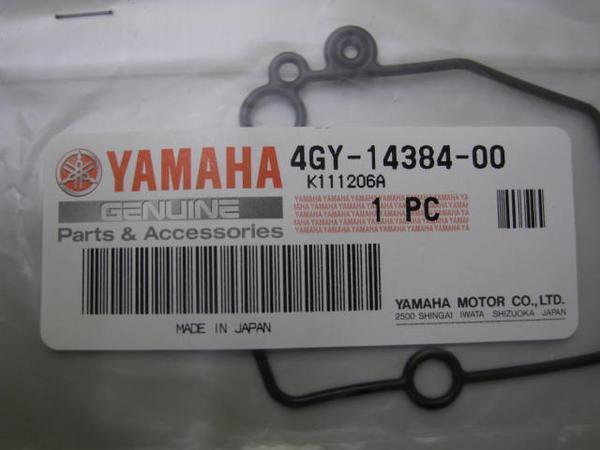 YAMAHA 4GY-14384-00
K111206A
GENUINE
1 PC
Parts & Accessories
MADE IN JAPAN
YAMAHA MOTOR CO., LTD.
2500 SHINGAI IWATA SHIZUOKA JAPAN